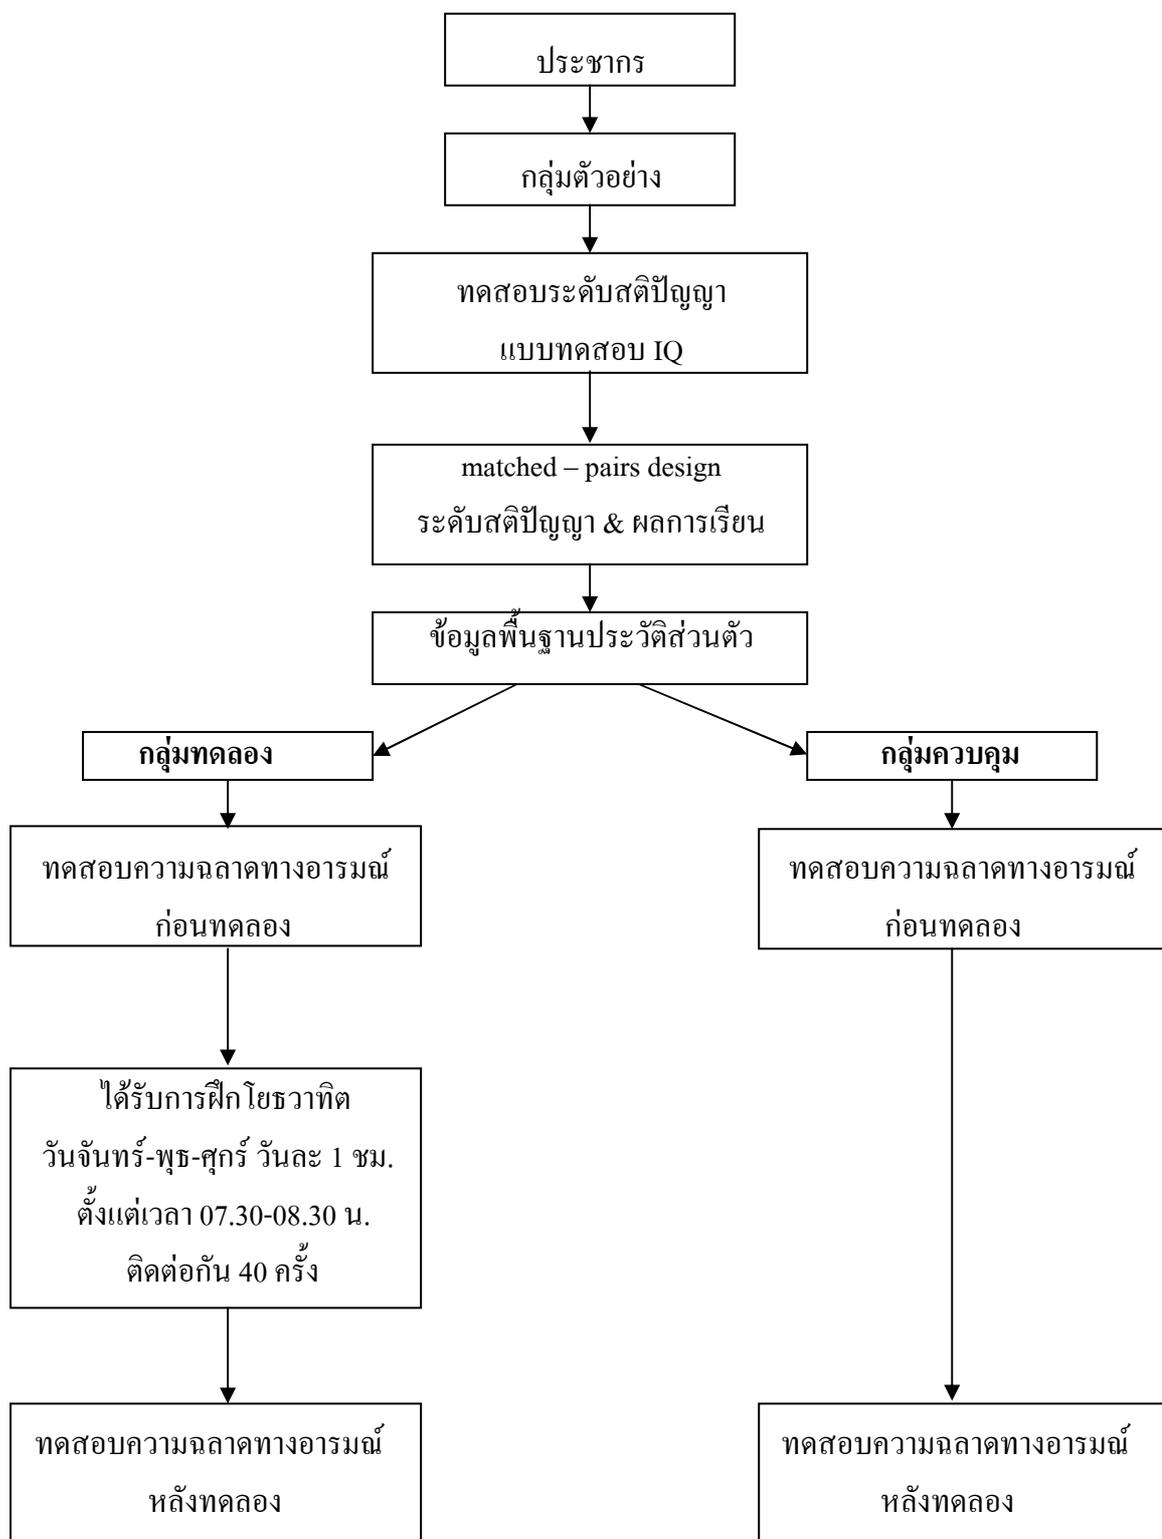 ประชากร
กลุ่มตัวอย่าง
ทดสอบระดับสติปัญญา
แบบทดสอบ IQ
matched – pairs design
ระดับสติปัญญา & ผลการเรียน
ข้อมูลพื้นฐานประวัติส่วนตัว
กลุ่มทดลอง
กลุ่มควบคุม
ทดสอบความฉลาดทางอารมณ์
ก่อนทดลอง
ทดสอบความฉลาดทางอารมณ์
ก่อนทดลอง
ได้รับการฝึกโยธวาทิต
วันจันทร์-พุธ-ศุกร์ วันละ 1 ชม.
ตั้งแต่เวลา 07.30-08.30 น.
ติดต่อกัน 40 ครั้ง
ทดสอบความฉลาดทางอารมณ์
หลังทดลอง
ทดสอบความฉลาดทางอารมณ์
หลังทดลอง